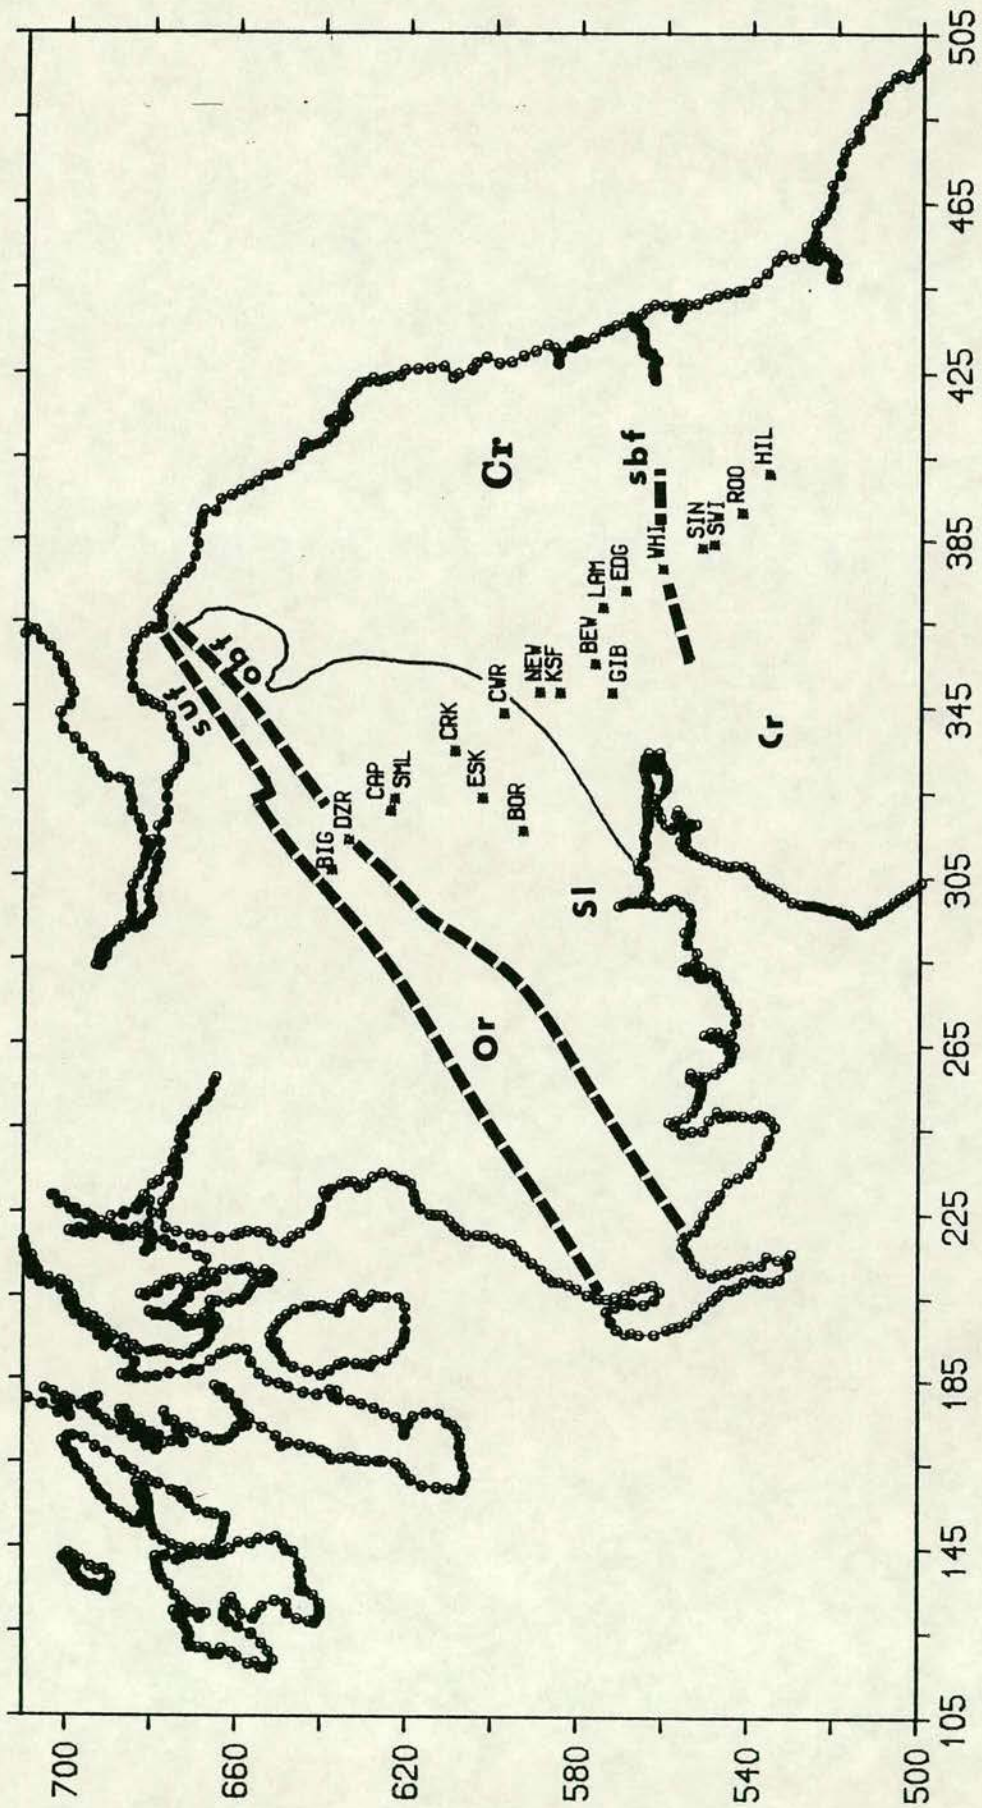 700
660
620
580
540
500
105
145
185
225
265
305
345
385
425
465
505
suf
obf
BIG
DZR
CAP
SML
CRK
ESK
BOR
CWR
NEW
KSF
BEW
GIB
LAM
EDG
WHI
SIN
SWI
ROO
HIL
sbf
Cr
Cr
Sl
Or